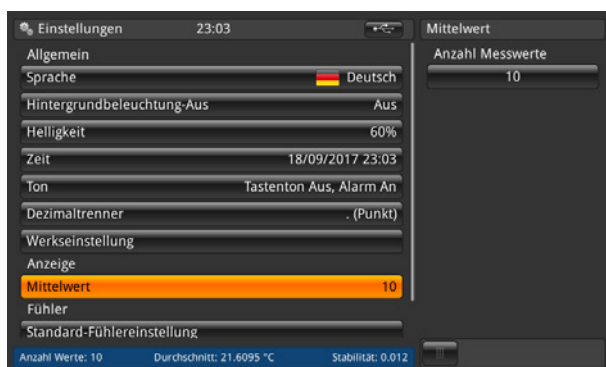 Einstellungen 23:03
Allgemein
Sprache Deutsch
Hintergrundbeleuchtung-Aus Aus
Helligkeit 60%
Zeit 18/09/2017 23:03
Ton Tastenton Aus, Alarm An
Dezimaltrenner . (Punkt)
Werkseinstellung
Anzeige
Mittelwert 10
Fühler
Standard-Fühlereinstellung
Anzahl Werte: 10 Durchschnitt: 21.6095 °C Stabilität: 0.012
Mittelwert
Anzahl Messwerte
10